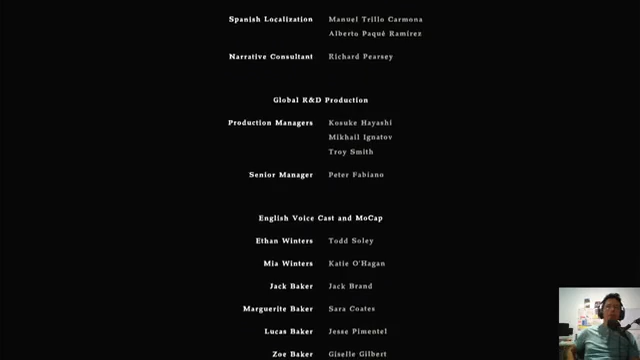 Spanish Localization Manuel Trillo Carmona
Alberto Paqué Ramírez
Narrative Consultant Richard Pearsey
Global R&D Production
Production Managers Kosuke Hayashi
Mikhail Ignatov
Troy Smith
Senior Manager Peter Fabiano
English Voice Cast and MoCap
Ethan Winters Todd Soley
Mia Winters Katie O'Hagan
Jack Baker Jack Brand
Marguerite Baker Sara Coates
Lucas Baker Jesse Pimentel
Zoe Baker Giselle Gilbert